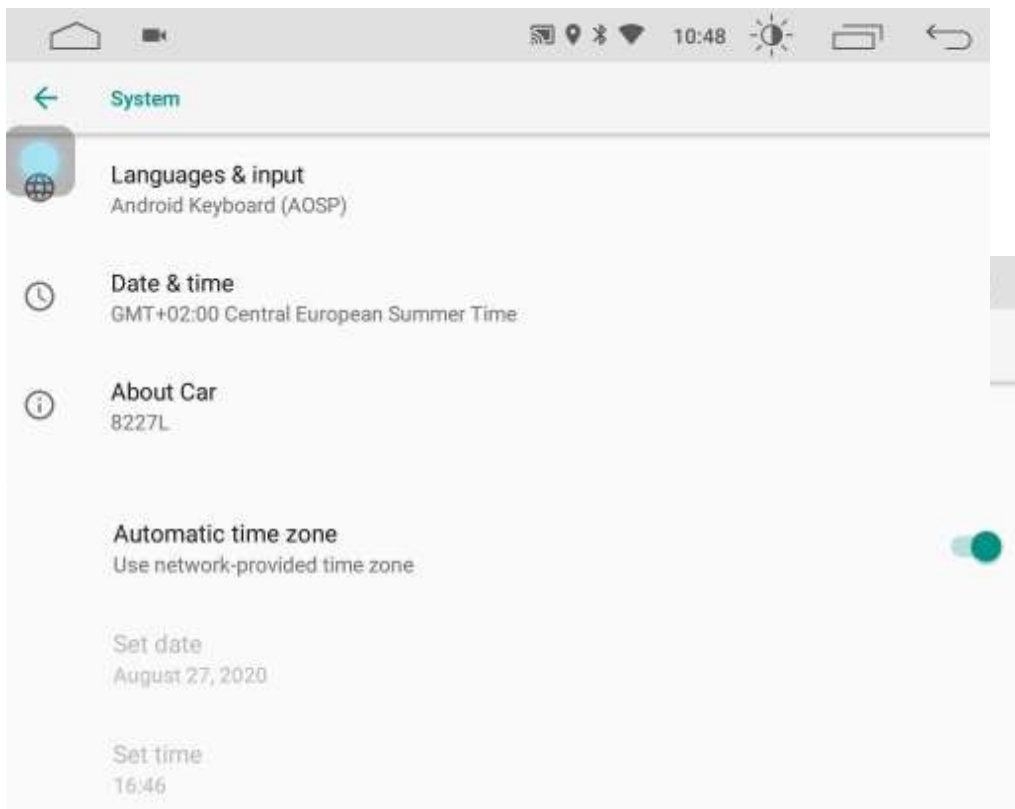 10:48
System
Languages & input
Android Keyboard (AOSP)
Date & time
GMT+02:00 Central European Summer Time
About Car
8227L
Automatic time zone
Use network-provided time zone
Set date
August 27, 2020
Set time
16:46